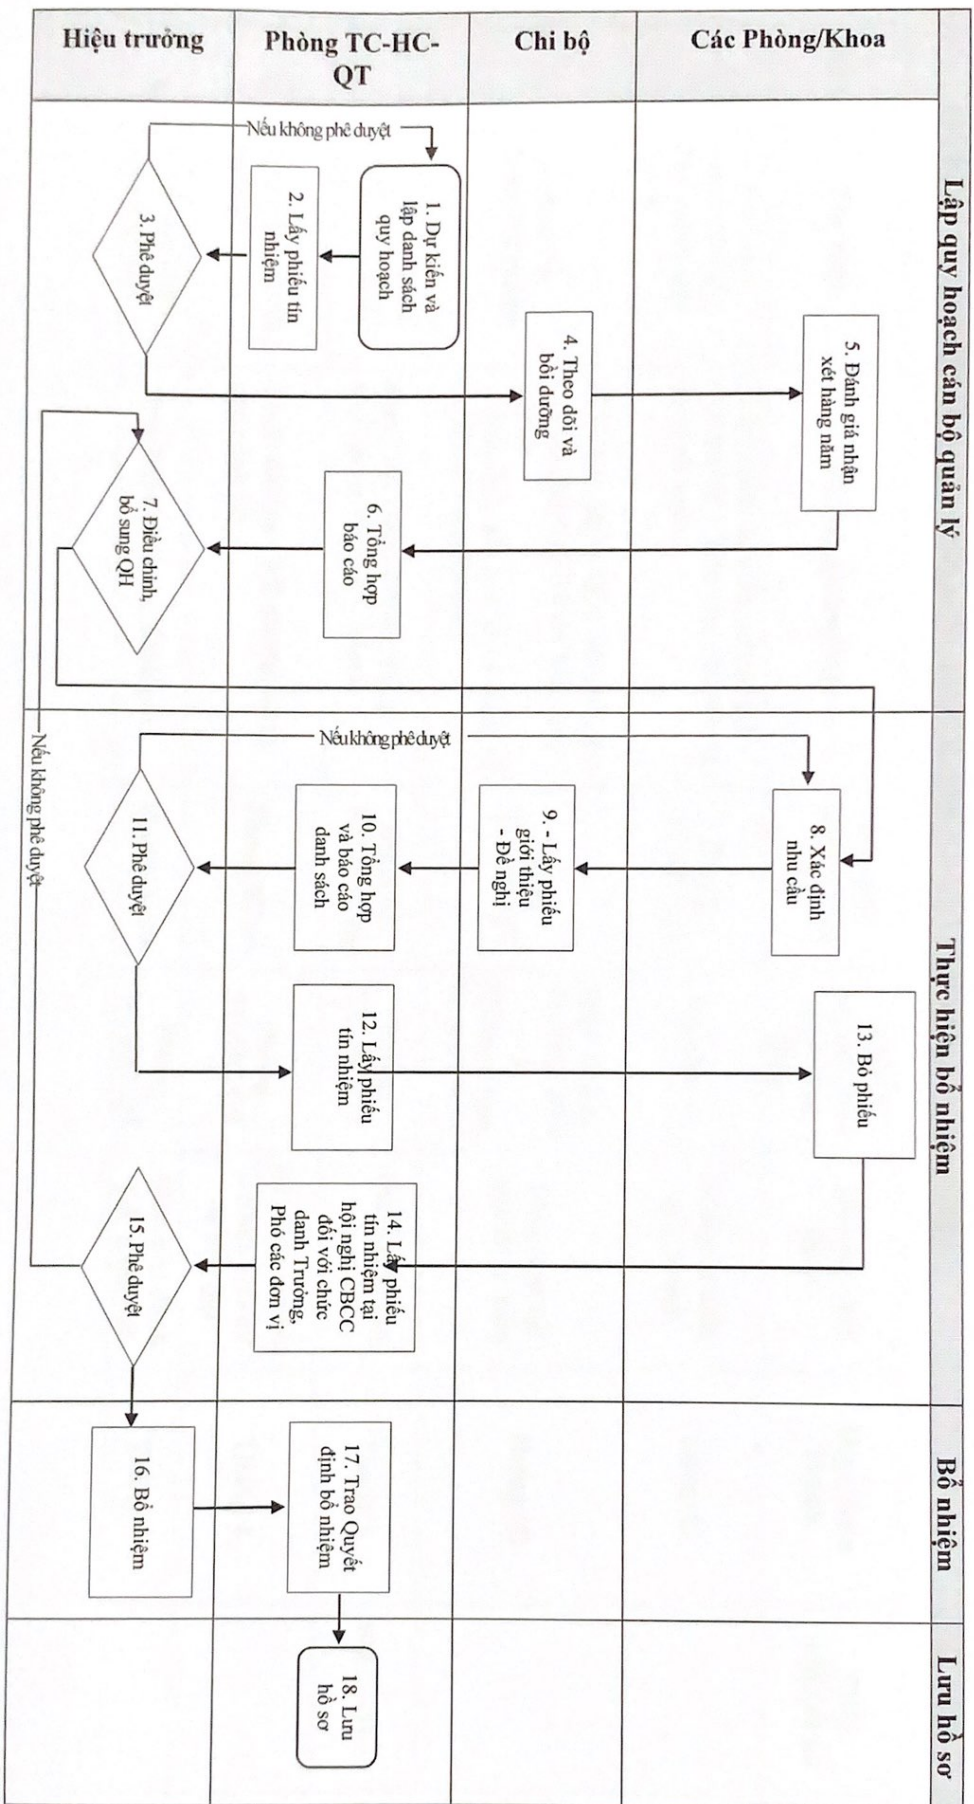 Hiệu trưởng
Phòng TC-HC-
QT
Chi bộ
Các Phòng/Khoa
Lập quy hoạch cán bộ quản lý
Nếu không phê duyệt
1. Dự kiến và
lập danh sách
quy hoạch
2. Lấy phiếu tín
nhiệm
3. Phê duyệt
4. Theo dõi và
bồi dưỡng
5. Đánh giá nhận
xét hàng năm
6. Tổng hợp
báo cáo
7. Điều chỉnh,
bổ sung QH
Thực hiện bổ nhiệm
Nếu không phê duyệt
Nếu không phê duyệt
8. Xác định
nhu cầu
9. - Lấy phiếu
giới thiệu
- Đề nghị
10. Tổng hợp
và báo cáo
danh sách
11. Phê duyệt
12. Lấy phiếu
tín nhiệm
13. Bỏ phiếu
14. Lấy phiếu
tín nhiệm tại
hội nghị CBCC
đối với chức
danh Trưởng,
Phó các đơn vị
15. Phê duyệt
Bổ nhiệm
16. Bổ nhiệm
17. Trao Quyết
định bổ nhiệm
Lưu hồ sơ
18. Lưu
hồ sơ